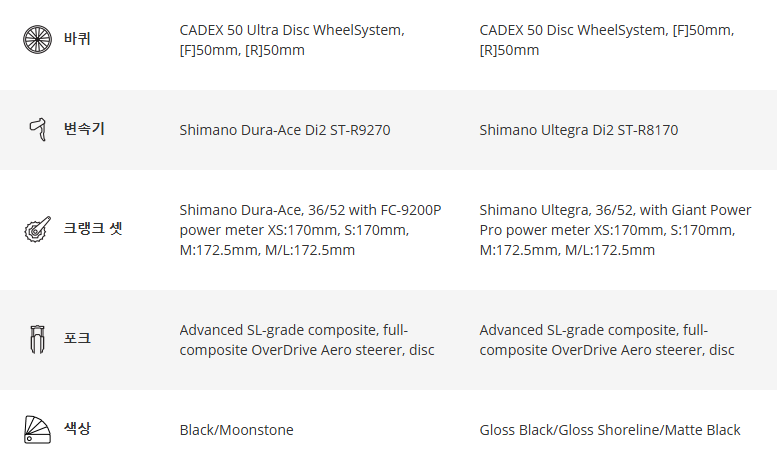 바퀴
CADEX 50 Ultra Disc WheelSystem,
[F]50mm, [R]50mm
CADEX 50 Disc WheelSystem, [F]50mm,
[R]50mm
변속기
Shimano Dura-Ace Di2 ST-R9270
Shimano Ultegra Di2 ST-R8170
크랭크 셋
Shimano Dura-Ace, 36/52 with FC-9200P
power meter XS:170mm, S:170mm,
M:172.5mm, M/L:172.5mm
Shimano Ultegra, 36/52, with Giant Power
Pro power meter XS:170mm, S:170mm,
M:172.5mm, M/L:172.5mm
포크
Advanced SL-grade composite, full-
composite OverDrive Aero steerer, disc
Advanced SL-grade composite, full-
composite OverDrive Aero steerer, disc
색상
Black/Moonstone
Gloss Black/Gloss Shoreline/Matte Black